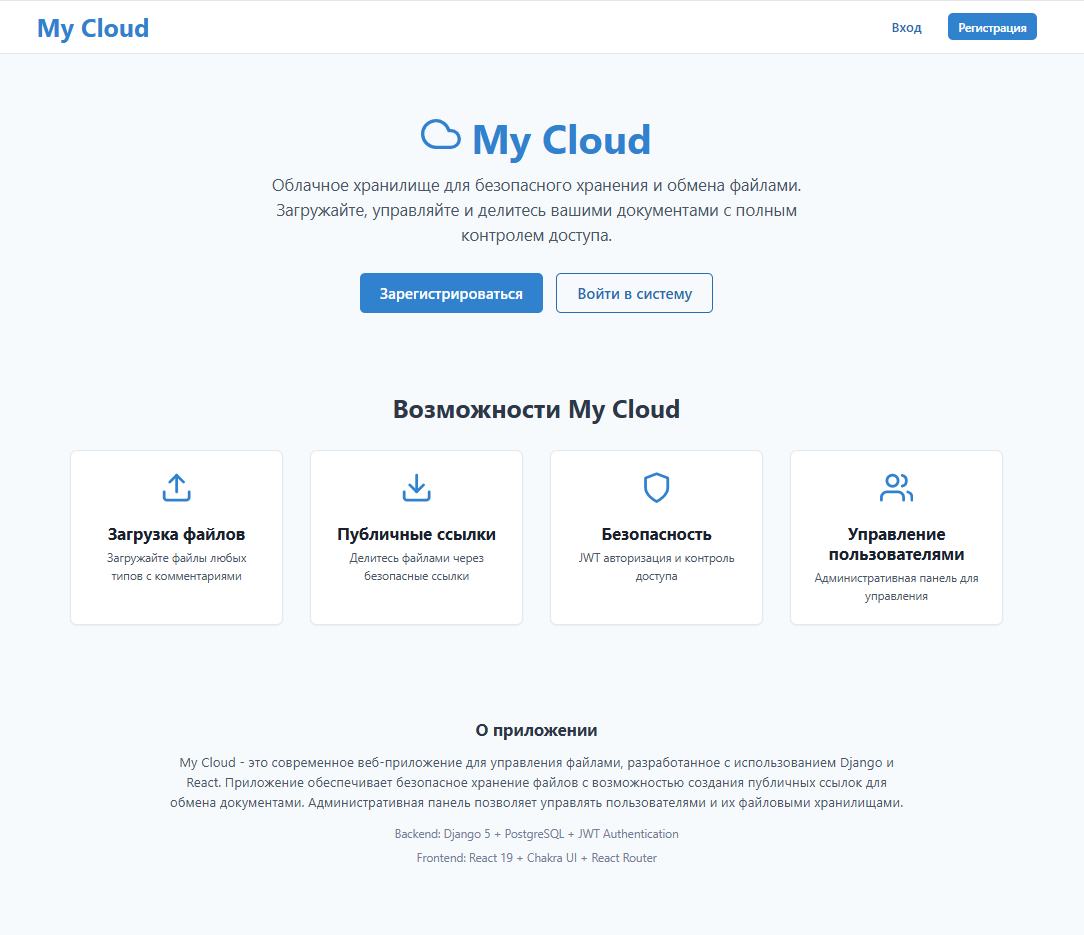 My Cloud
Вход
Регистрация
My Cloud
Облачное хранилище для безопасного хранения и обмена файлами.
Загружайте, управляйте и делитесь вашими документами с полным
контролем доступа.
Зарегистрироваться
Войти в систему
Возможности My Cloud
Загрузка файлов
Загружайте файлы любых
типов с комментариями
Публичные ссылки
Делитесь файлами через
безопасные ссылки
Безопасность
JWT авторизация и контроль
доступа
Управление
пользователями
Административная панель для
управления
О приложении
My Cloud - это современное веб-приложение для управления файлами, разработанное с использованием Django и
React. Приложение обеспечивает безопасное хранение файлов с возможностью создания публичных ссылок для
обмена документами. Административная панель позволяет управлять пользователями и их файловыми хранилищами.
Backend: Django 5 + PostgreSQL + JWT Authentication
Frontend: React 19 + Chakra UI + React Router